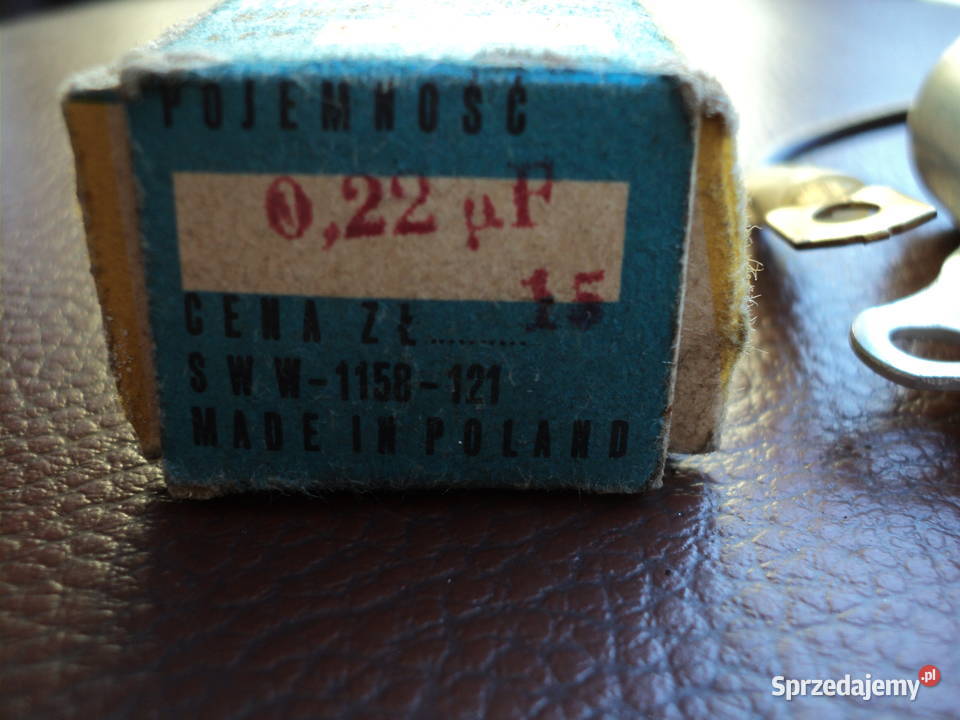 POJEMNOŚĆ
0,22 µF
CENA ZŁ......... 15
SWW-1158-121
MADE IN POLAND
Sprzedajemy.pl